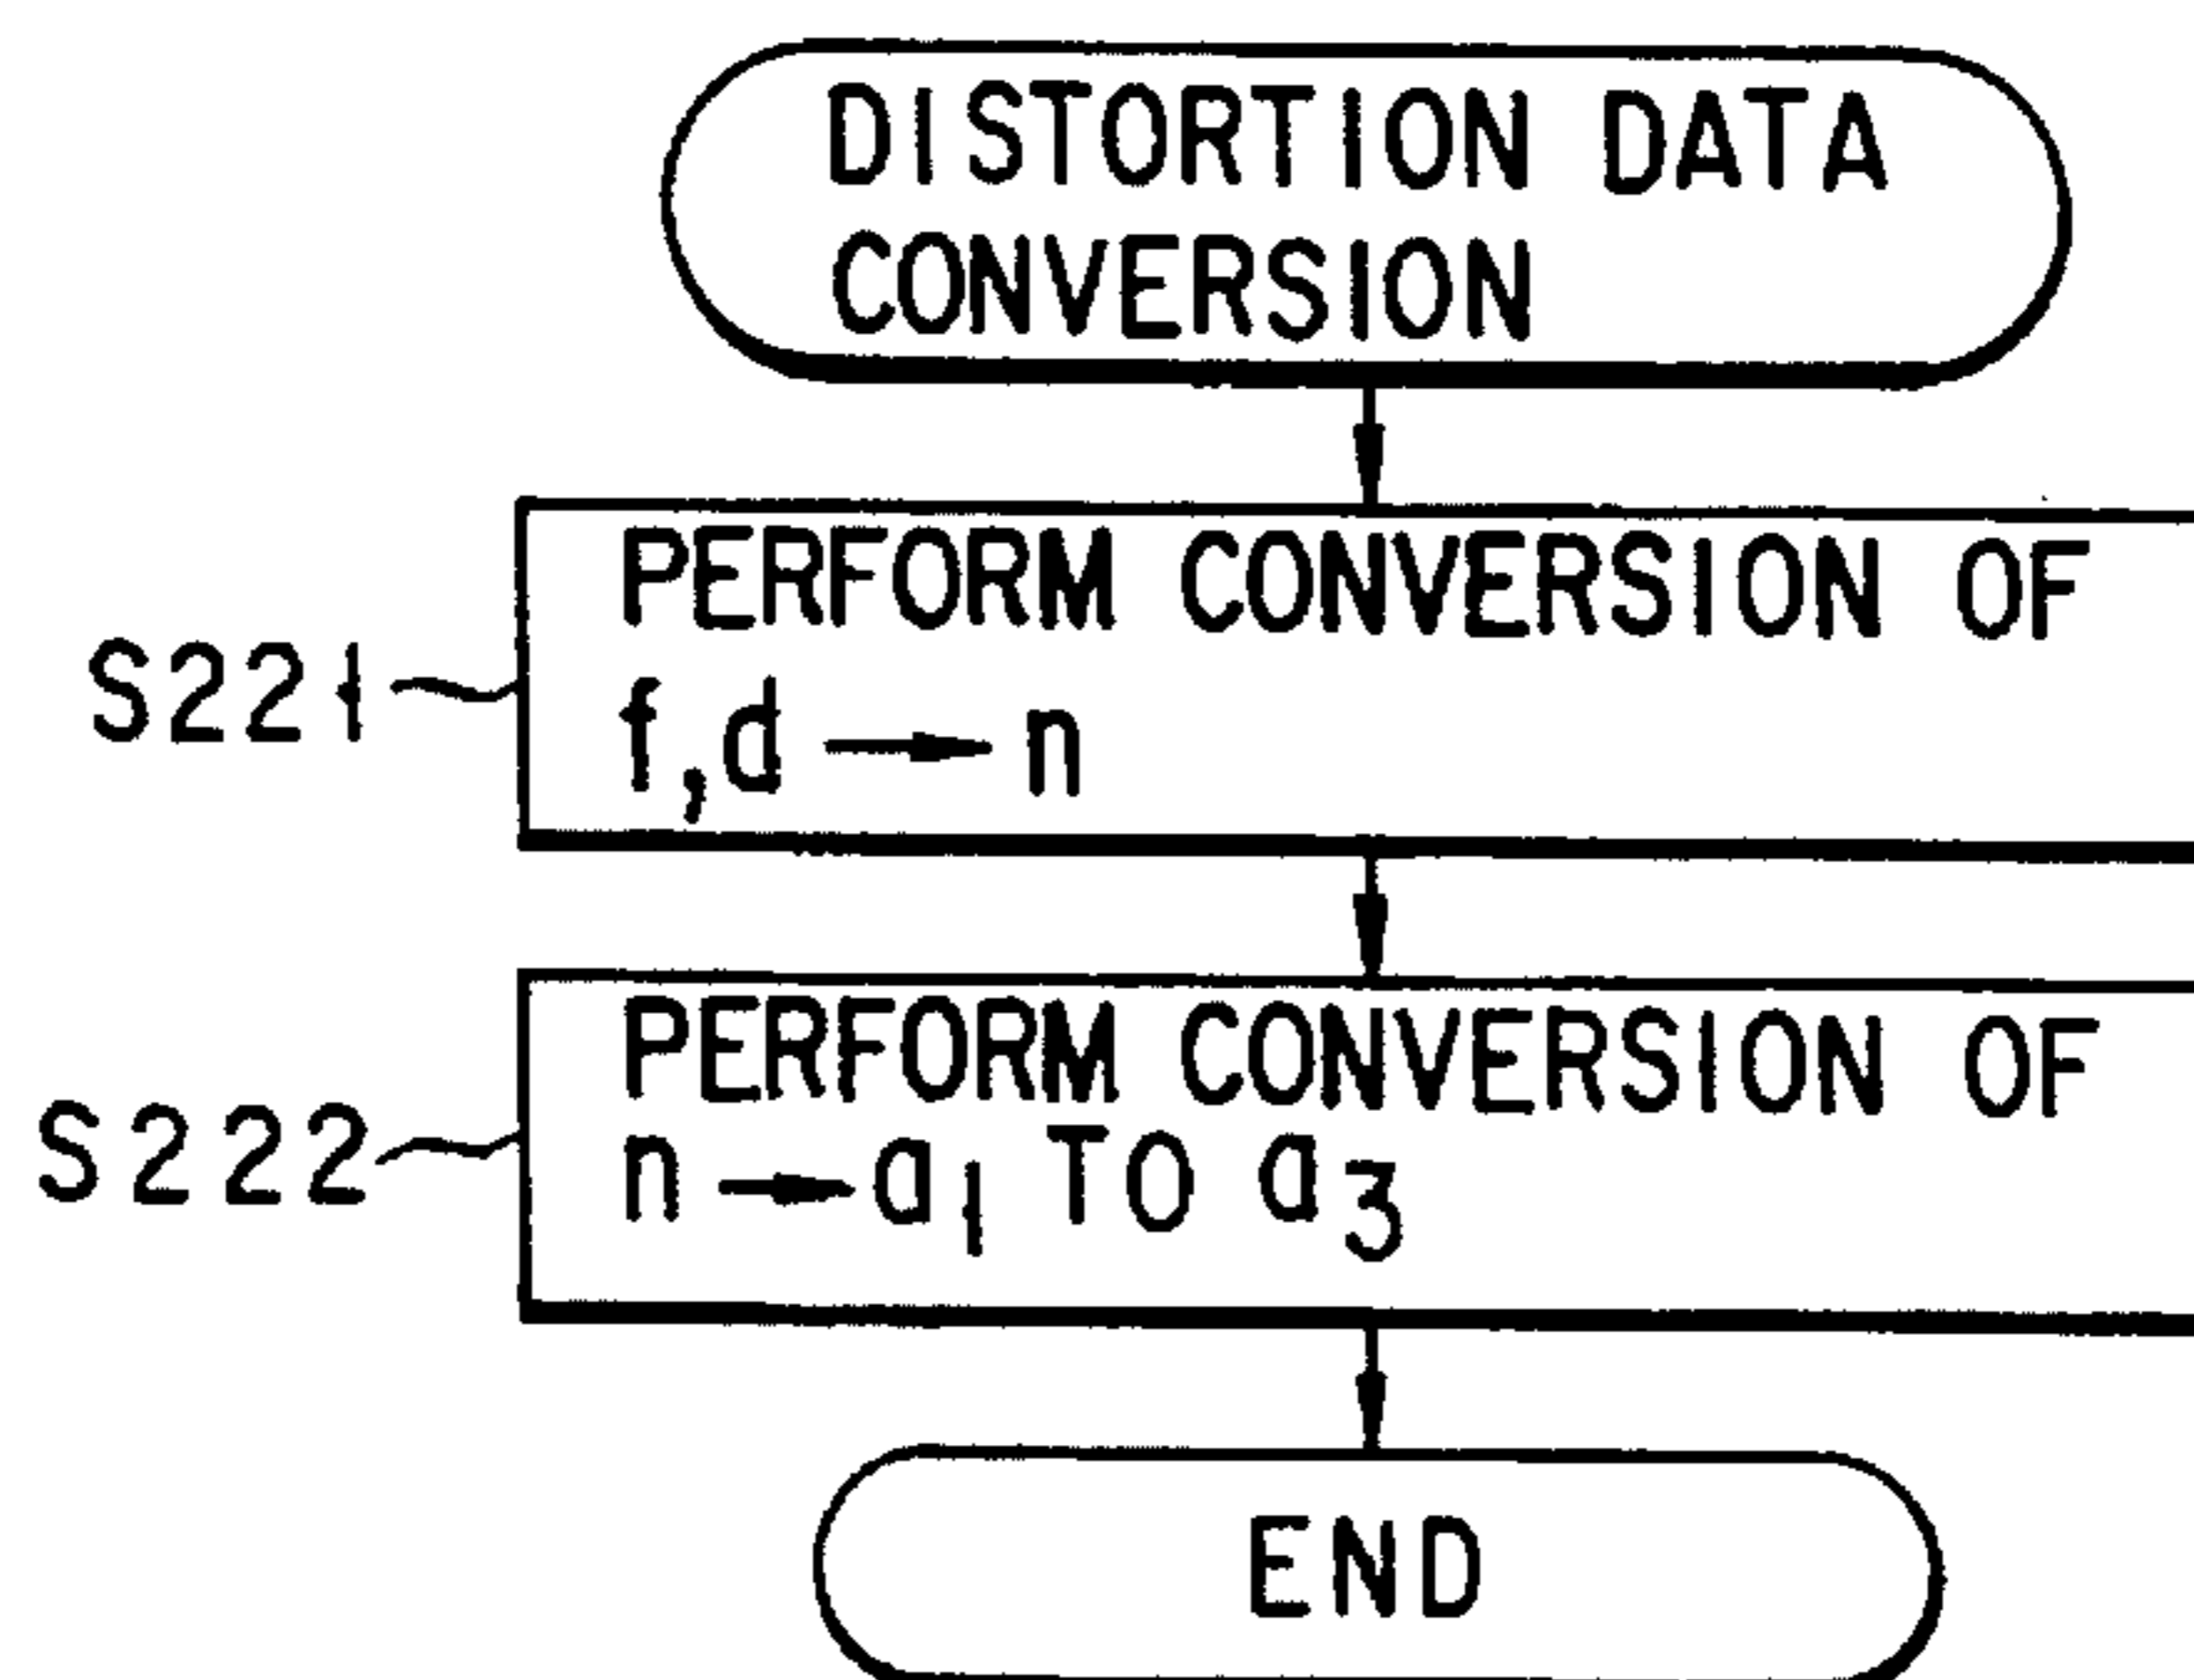 DISTORTION DATA
CONVERSION
PERFORM CONVERSION OF
S221
f,d → n
PERFORM CONVERSION OF
S222
n → a₁ TO a₃
END